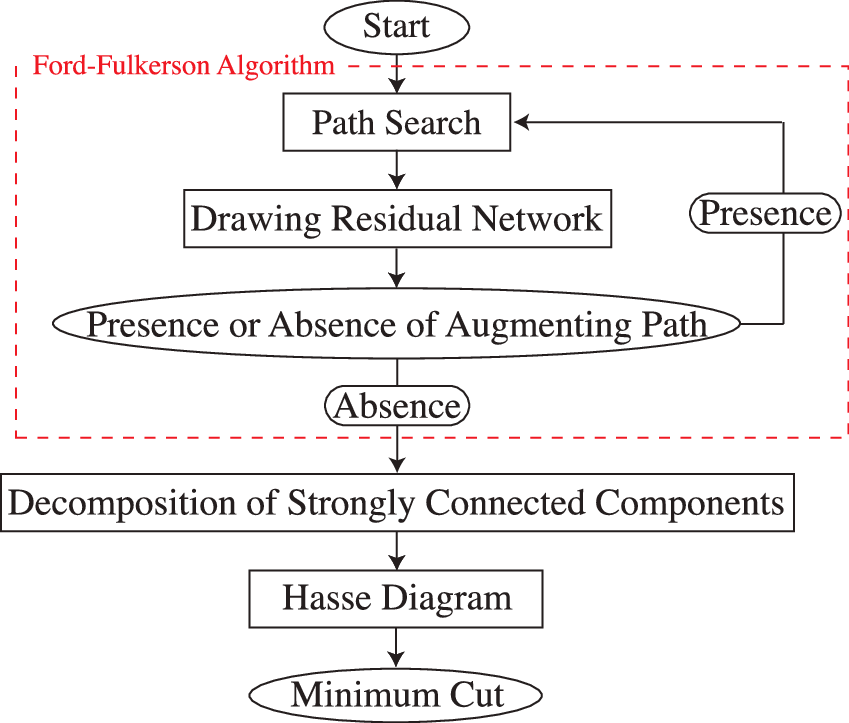 Start
Ford-Fulkerson Algorithm
Path Search
Drawing Residual Network
Presence
Presence or Absence of Augmenting Path
Absence
Decomposition of Strongly Connected Components
Hasse Diagram
Minimum Cut